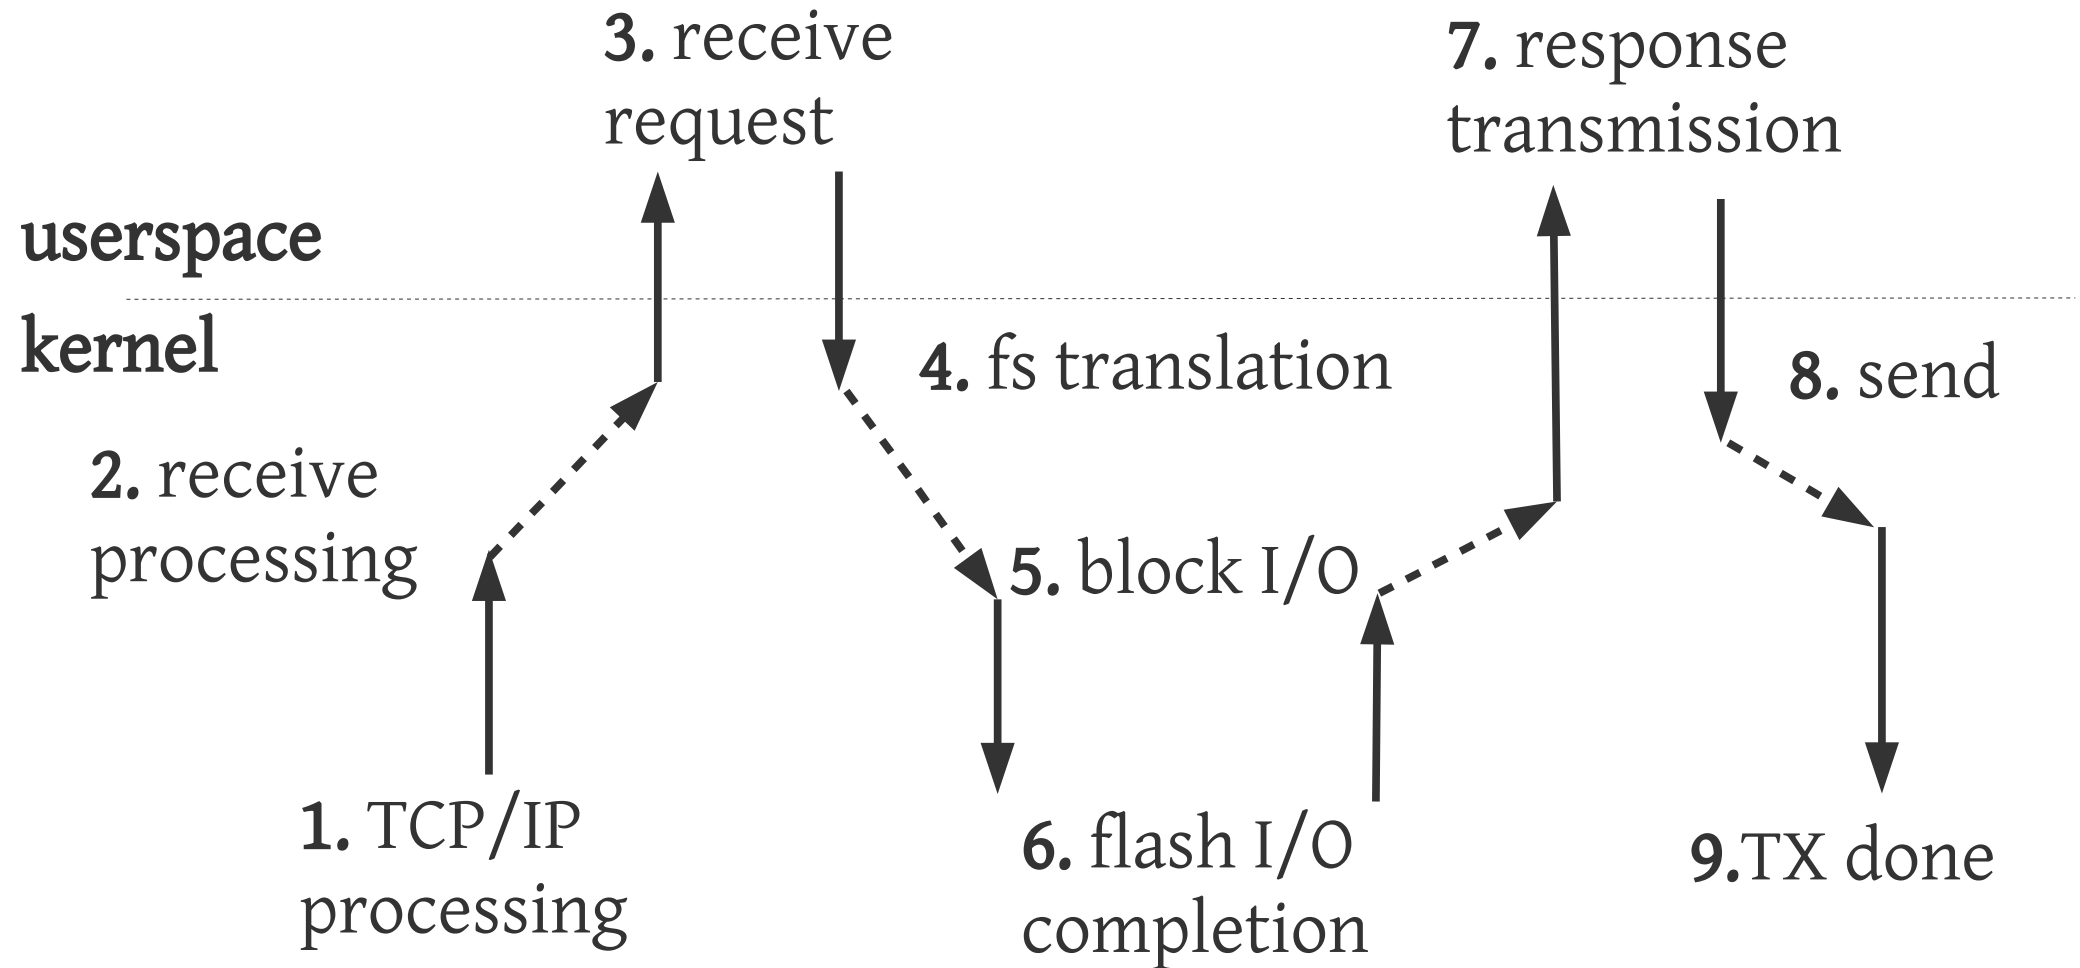 3. receive
request
7. response
transmission
userspace
kernel
4. fs translation
8. send
2. receive
processing
5. block I/O
1. TCP/IP
processing
6. flash I/O
completion
9.TX done